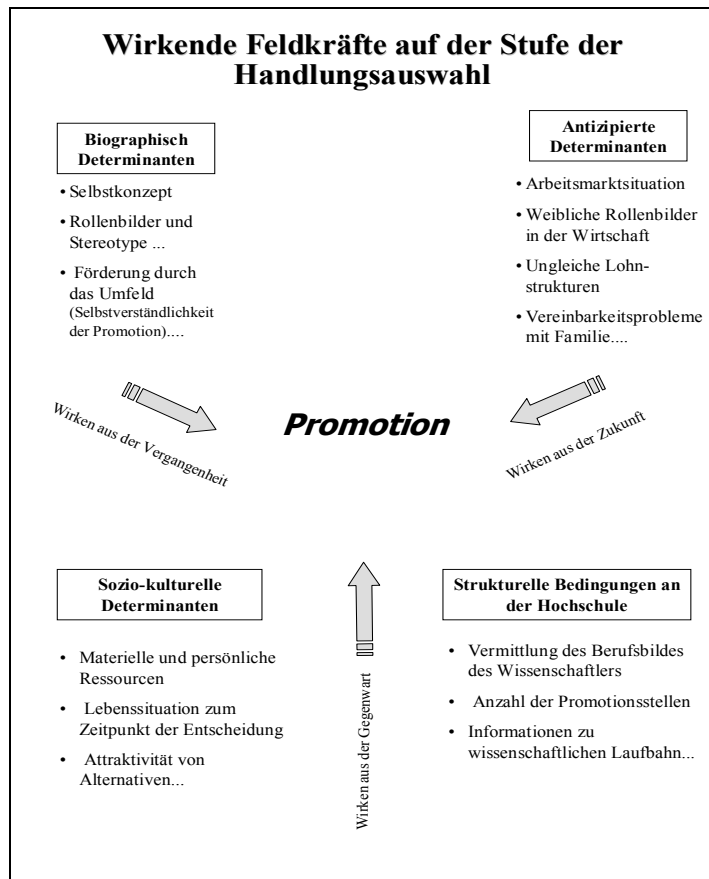 Wirkende Feldkräfte auf der Stufe der
Handlungsauswahl
Biographisch
Determinanten
• Selbstkonzept
• Rollenbilder und
Stereotype ...
• Förderung durch
das Umfeld
(Selbstverständlichkeit
der Promotion)....
Antizipierte
Determinanten
• Arbeitsmarktsituation
• Weibliche Rollenbilder
in der Wirtschaft
• Ungleiche Lohn-
strukturen
• Vereinbarkeitsprobleme
mit Familie....
Wirken aus der Vergangenheit
Promotion
Wirken aus der Zukunft
Sozio-kulturelle
Determinanten
• Materielle und persönliche
Ressourcen
• Lebenssituation zum
Zeitpunkt der Entscheidung
• Attraktivität von
Alternativen...
Wirken aus der Gegenwart
Strukturelle Bedingungen an
der Hochschule
• Vermittlung des Berufsbildes
des Wissenschaftlers
• Anzahl der Promotionsstellen
• Informationen zu
wissenschaftlichen Laufbahn...